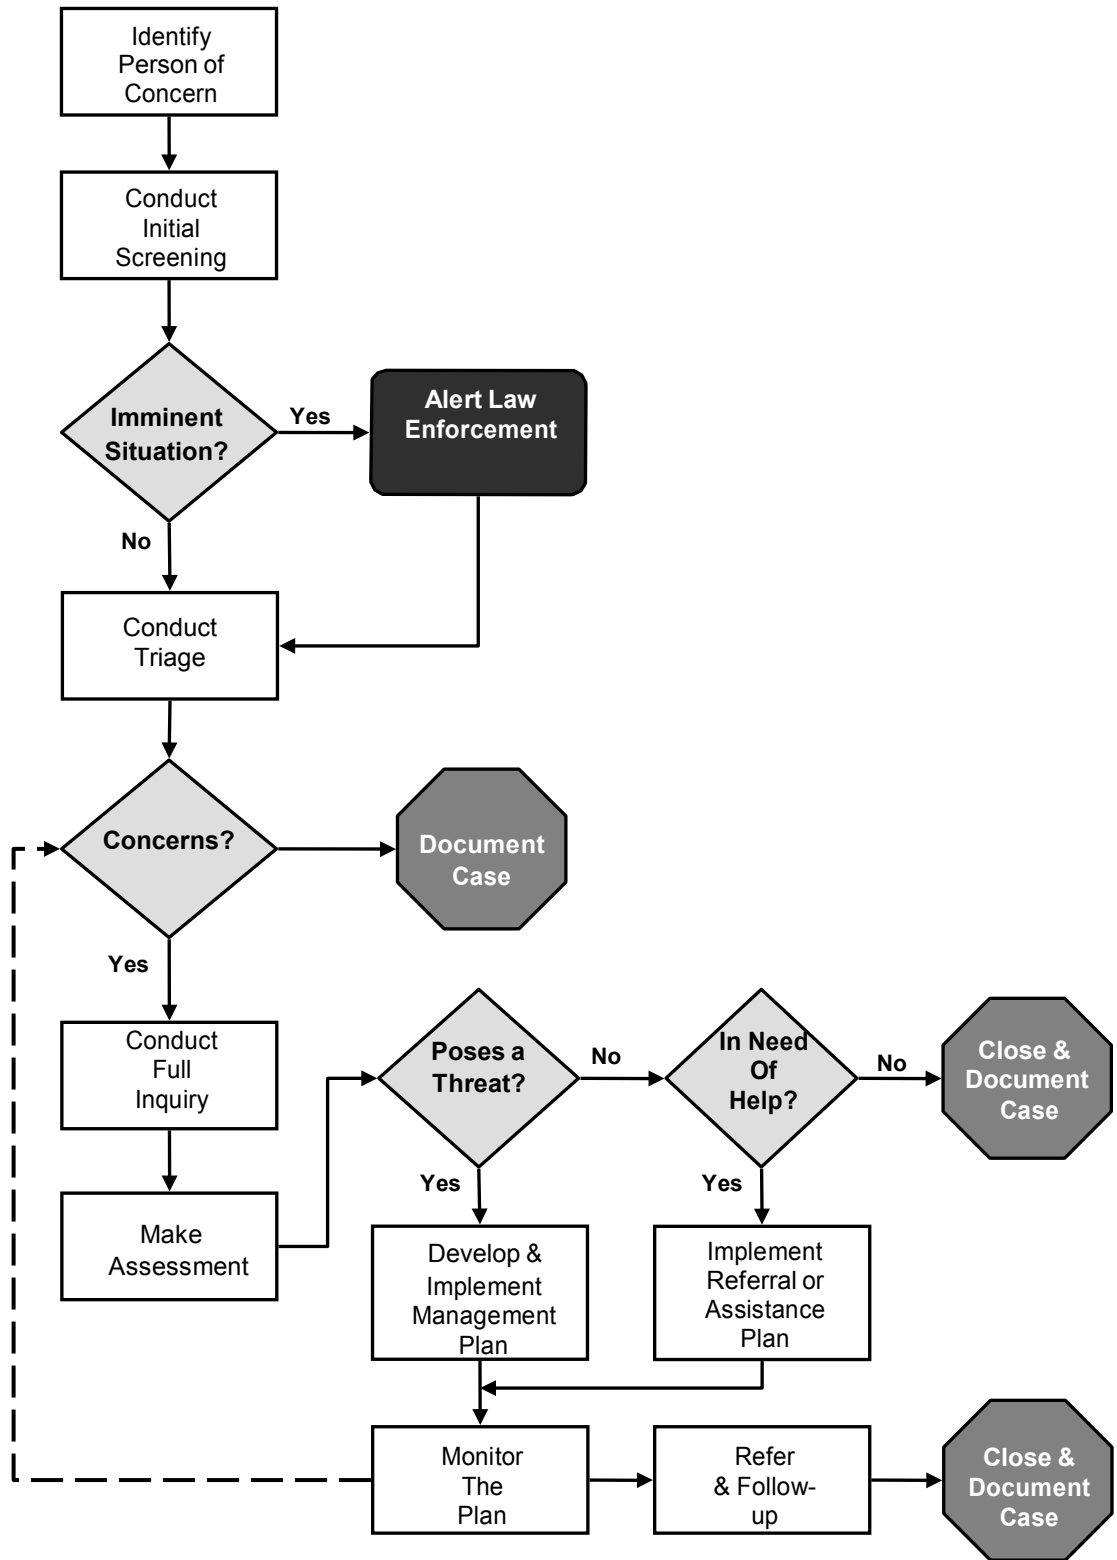 Identify
Person of
Concern
Conduct
Initial
Screening
Imminent
Situation?
Yes
Alert Law
Enforcement
No
Conduct
Triage
Concerns?
Document
Case
Yes
Conduct
Full
Inquiry
Poses a
Threat?
No
In Need
Of
Help?
No
Close &
Document
Case
Make
Assessment
Yes
Develop &
Implement
Management
Plan
Yes
Implement
Referral or
Assistance
Plan
Monitor
The
Plan
Refer
& Follow-
up
Close &
Document
Case